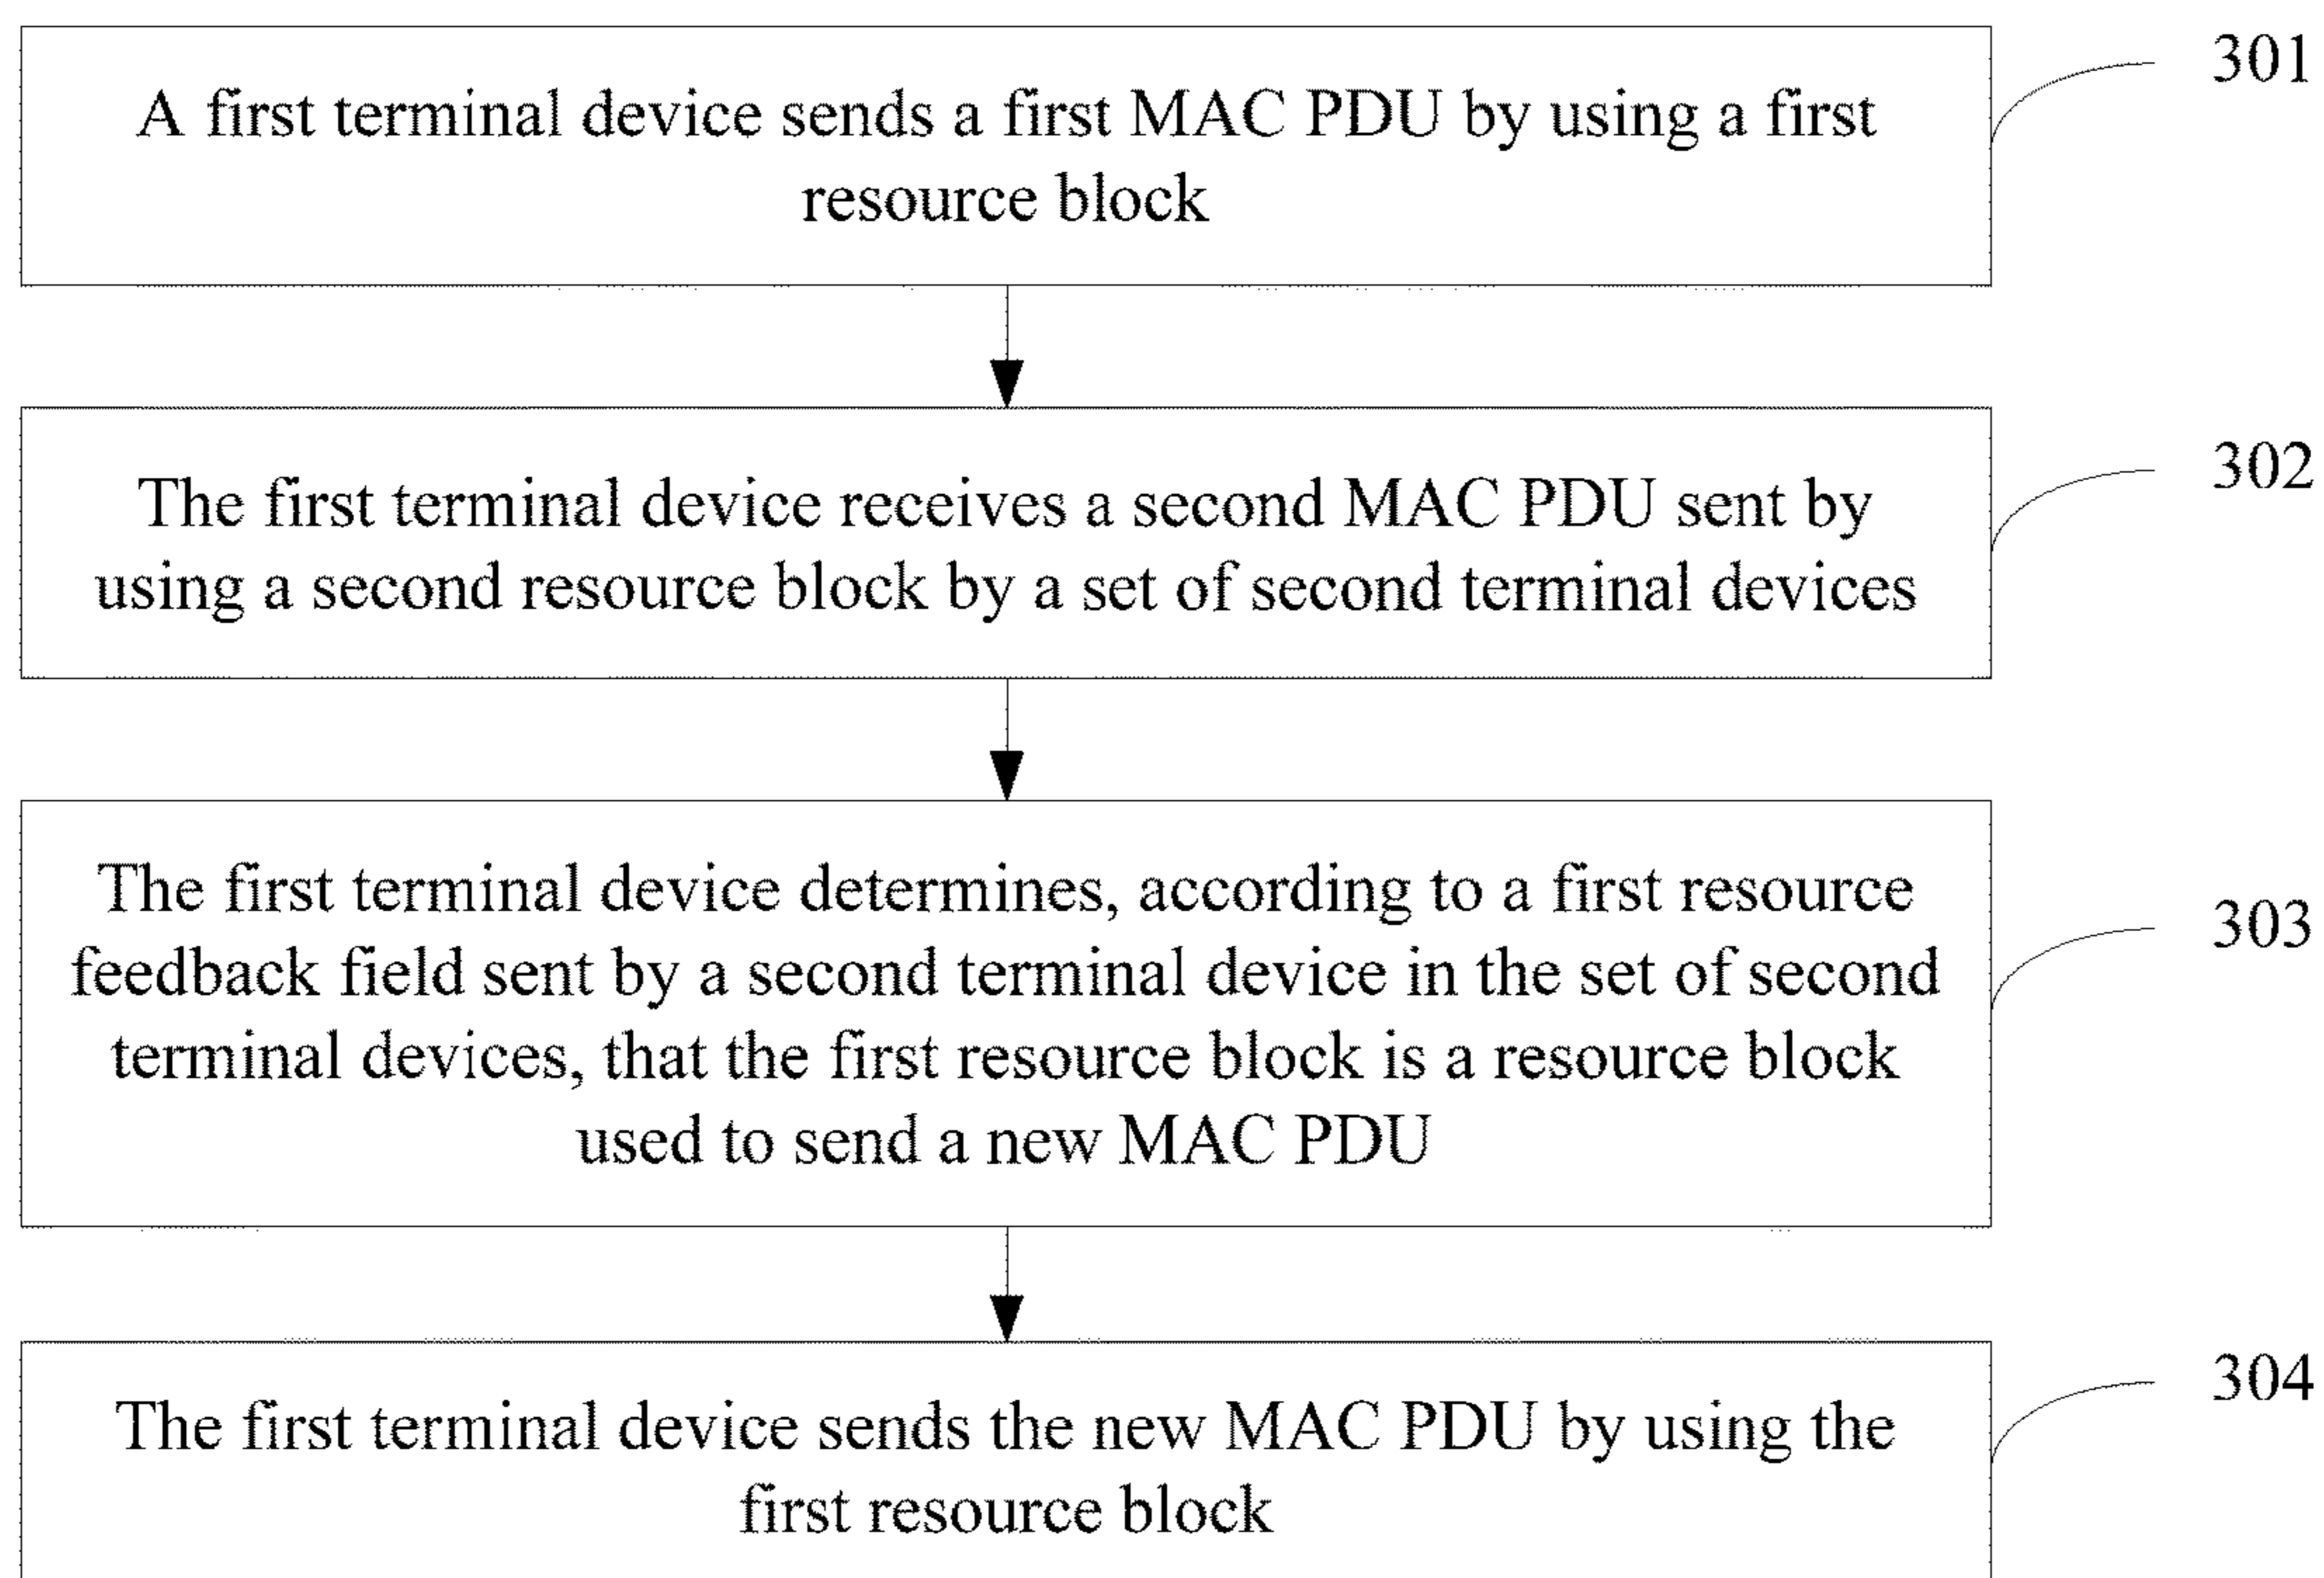 A first terminal device sends a first MAC PDU by using a first
resource block
301
The first terminal device receives a second MAC PDU sent by
using a second resource block by a set of second terminal devices
302
The first terminal device determines, according to a first resource
feedback field sent by a second terminal device in the set of second
terminal devices, that the first resource block is a resource block
used to send a new MAC PDU
303
The first terminal device sends the new MAC PDU by using the
first resource block
304